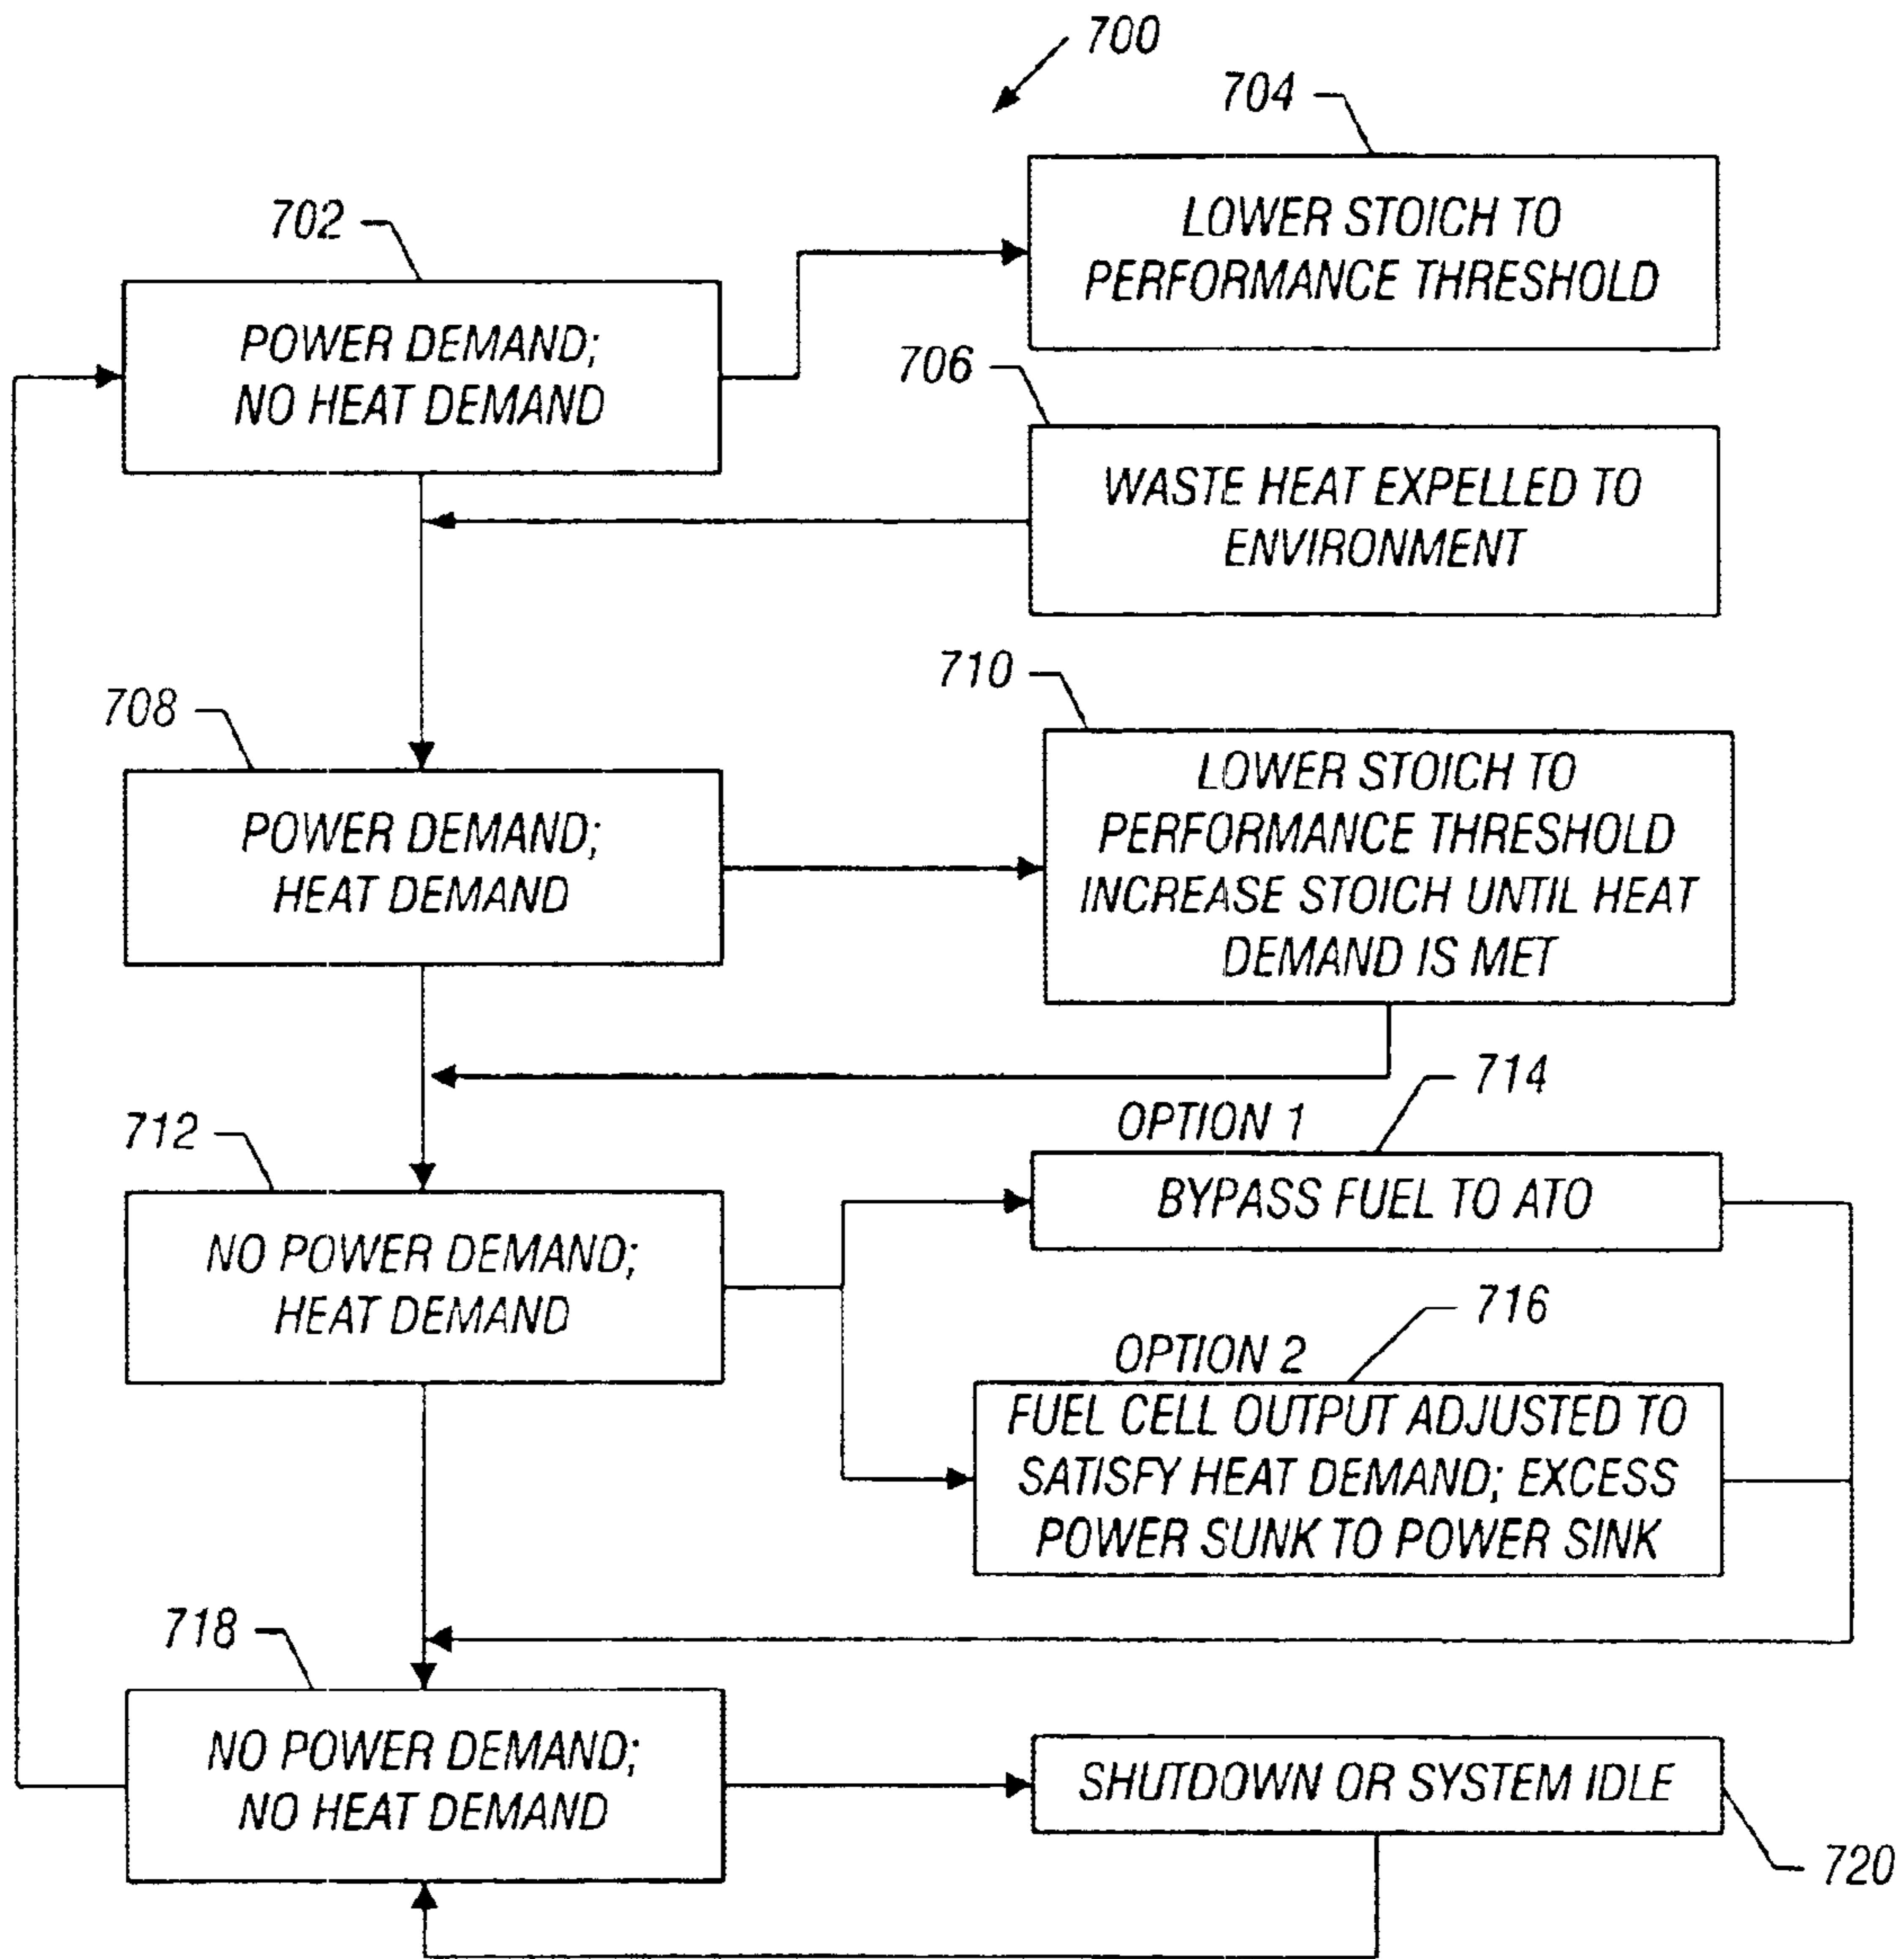 700
704
LOWER STOICH TO
PERFORMANCE THRESHOLD
702
POWER DEMAND;
NO HEAT DEMAND
706
WASTE HEAT EXPELLED TO
ENVIRONMENT
708
POWER DEMAND;
HEAT DEMAND
710
LOWER STOICH TO
PERFORMANCE THRESHOLD
INCREASE STOICH UNTIL HEAT
DEMAND IS MET
712
NO POWER DEMAND;
HEAT DEMAND
714
OPTION 1
BYPASS FUEL TO ATO
716
OPTION 2
FUEL CELL OUTPUT ADJUSTED TO
SATISFY HEAT DEMAND; EXCESS
POWER SUNK TO POWER SINK
718
NO POWER DEMAND;
NO HEAT DEMAND
SHUTDOWN OR SYSTEM IDLE
720